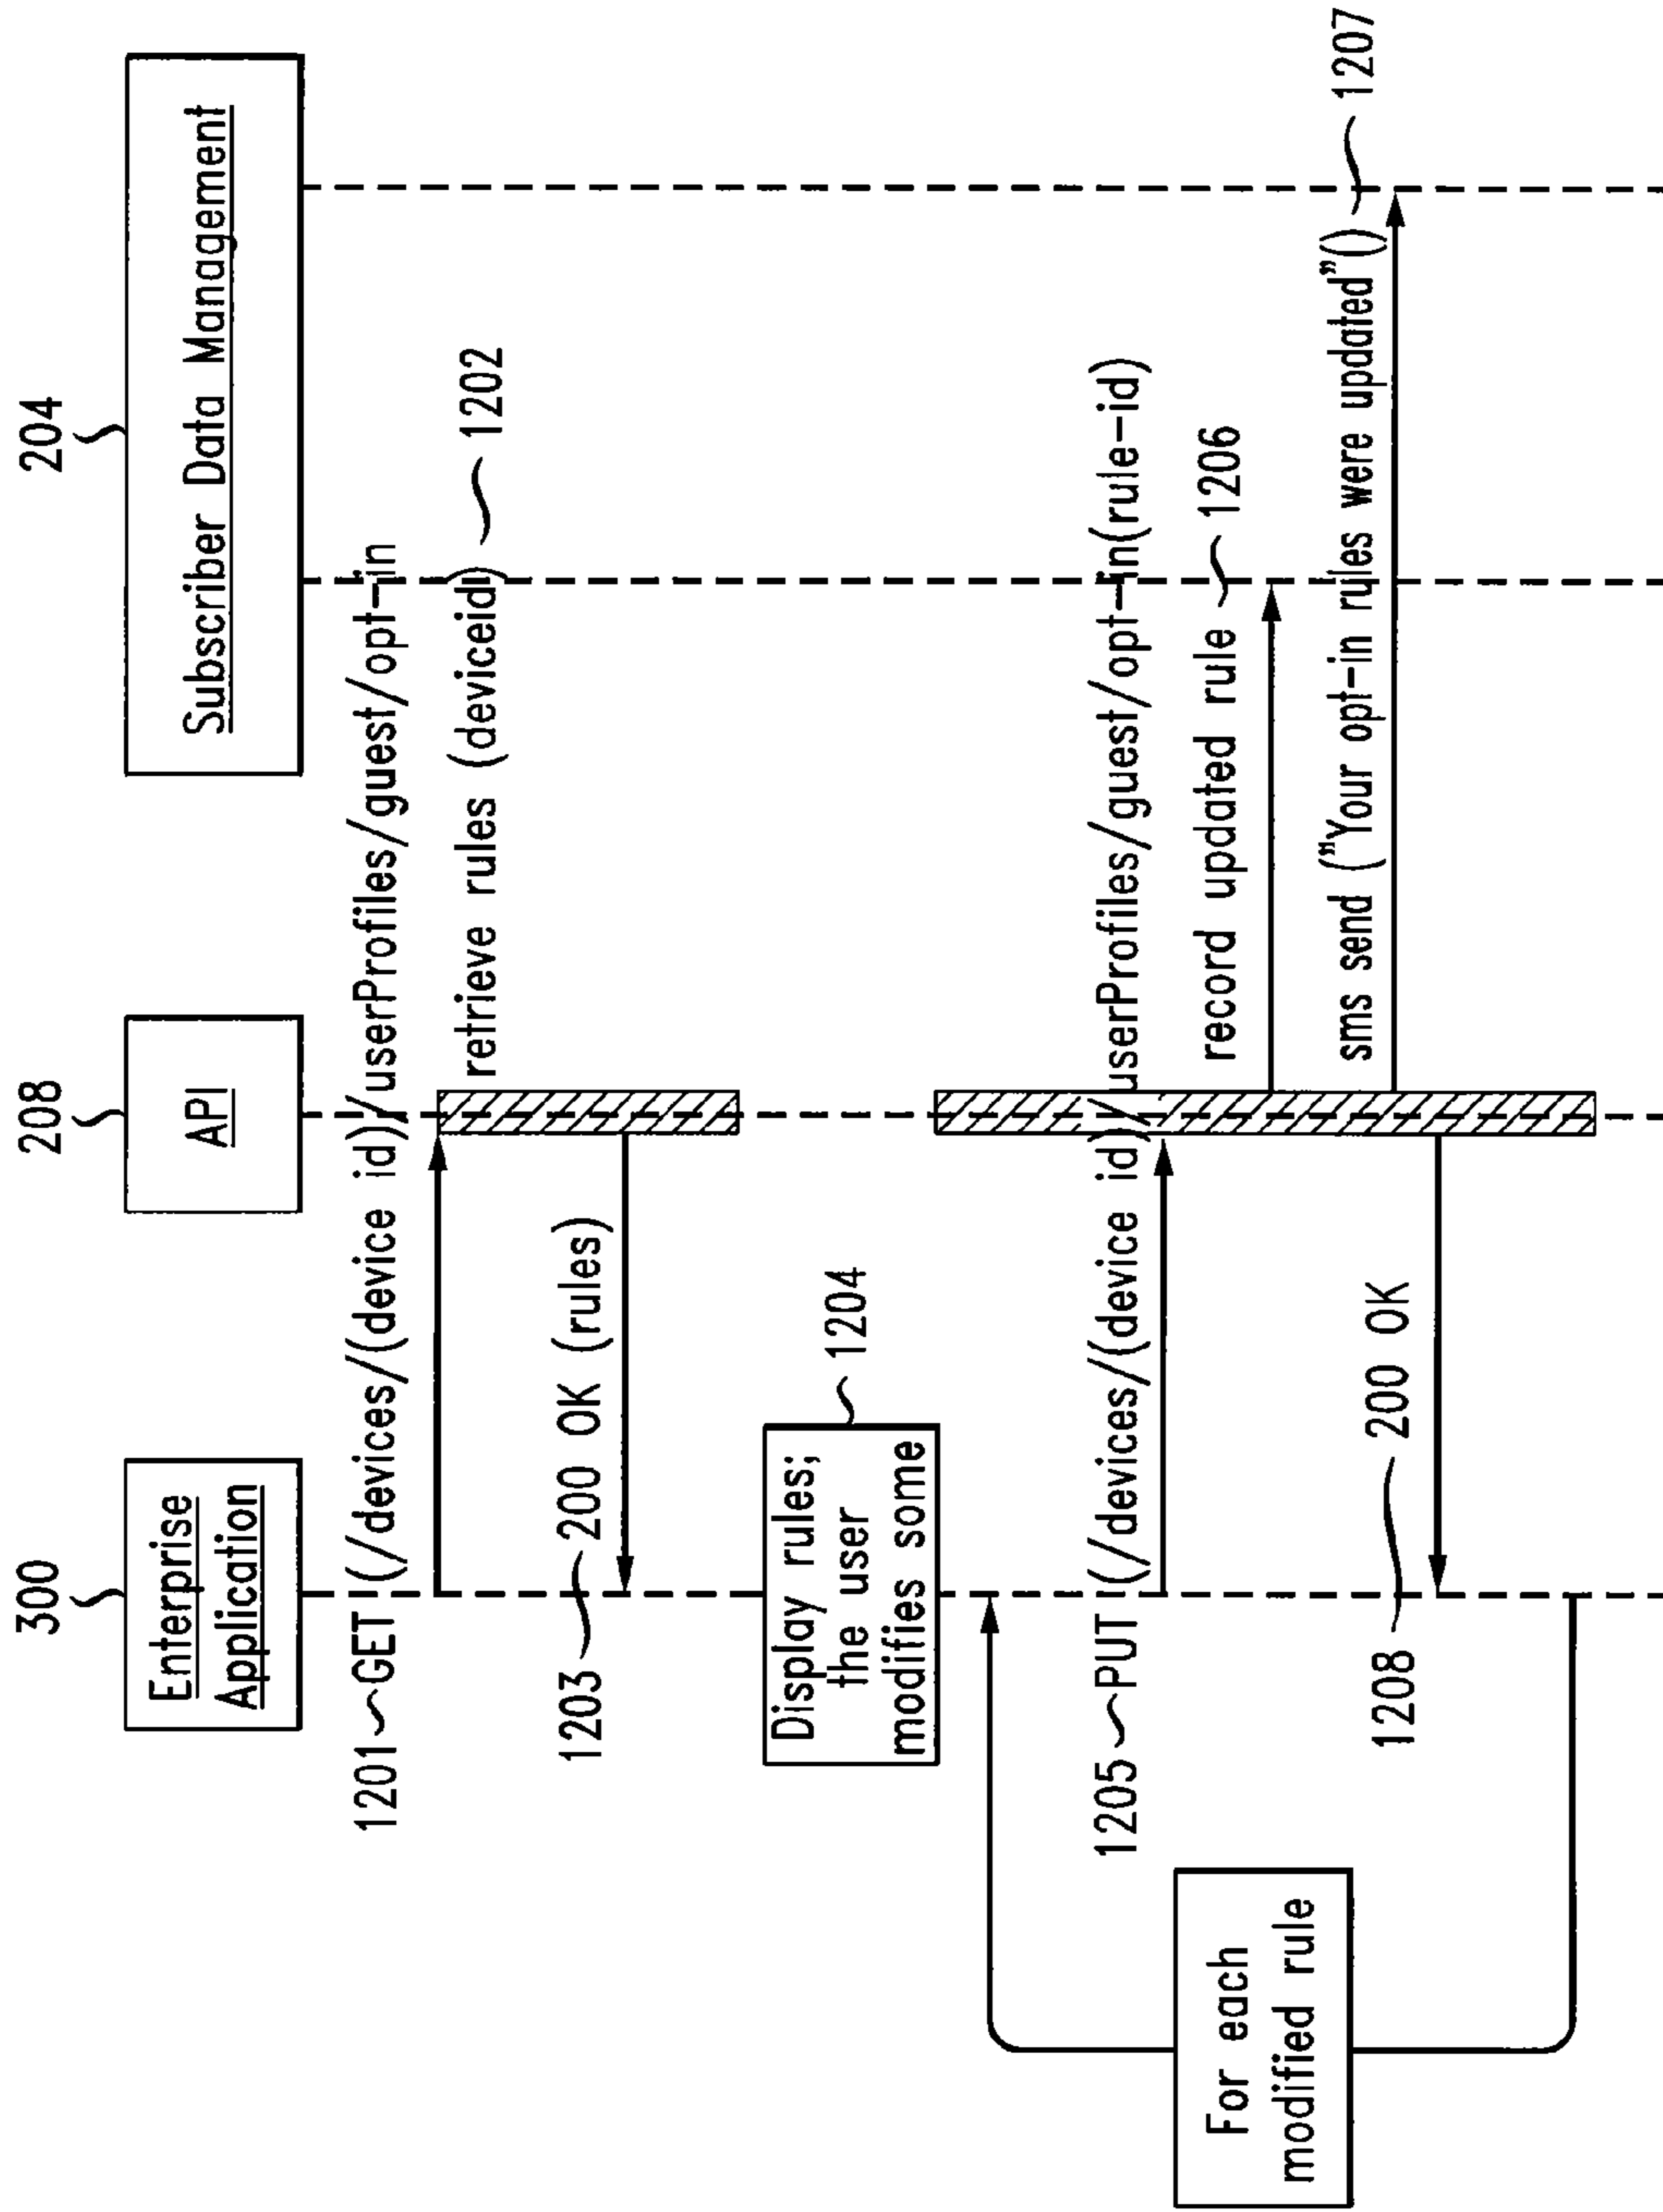 300
Enterprise
Application
208
API
204
Subscriber Data Management
1201 GET (/devices/(device id)/userProfiles/guest/opt-in
retrieve rules (deviceid) 1202
1203 200 OK (rules)
Display rules;
the user
modifies some
1204
1205 PUT (/devices/(device id)/userProfiles/guest/opt-in(rule-id)
record updated rule 1206
For each
modified rule
sms send ("Your opt-in rules were updated"() 1207
1208 200 OK